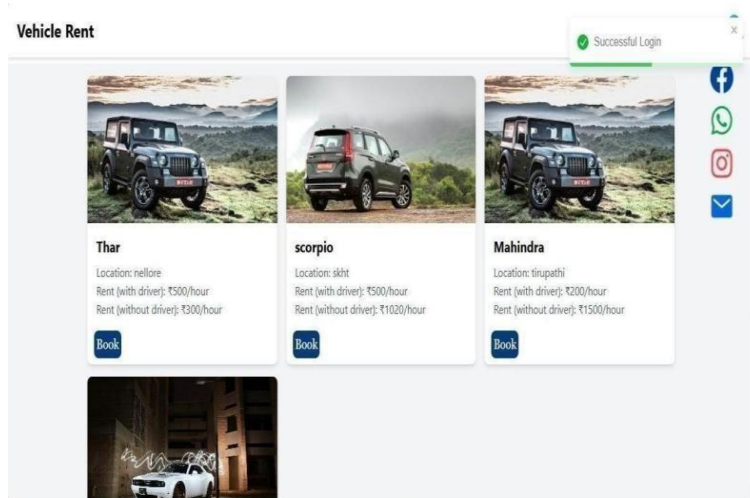 Vehicle Rent
Successful Login
x
Thar
Location: nellore
Rent (with driver): ₹500/hour
Rent (without driver): ₹300/hour
Book
scorpio
Location: skht
Rent (with driver): ₹500/hour
Rent (without driver): ₹1020/hour
Book
Mahindra
Location: tirupathi
Rent (with driver): ₹200/hour
Rent (without driver): ₹1500/hour
Book